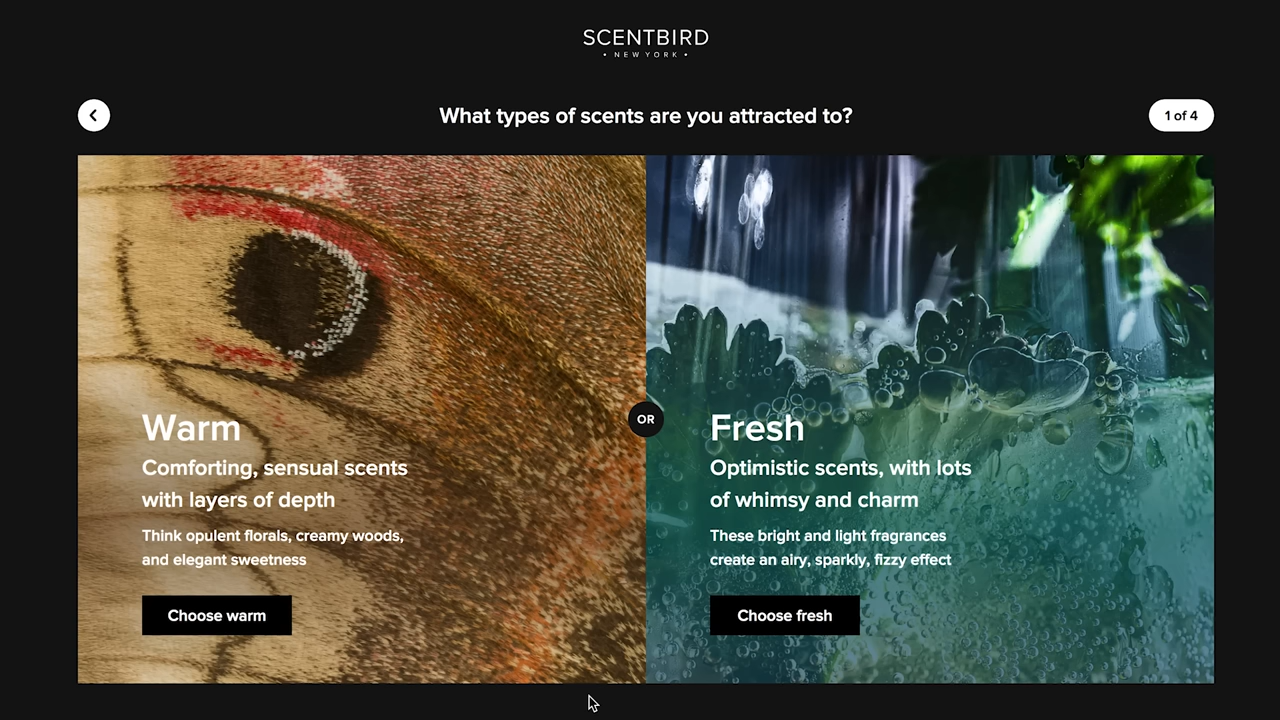 SCENTBIRD
• NEW YORK •
What types of scents are you attracted to?
1 of 4
Warm
Comforting, sensual scents
with layers of depth
Think opulent florals, creamy woods,
and elegant sweetness
Choose warm
OR
Fresh
Optimistic scents, with lots
of whimsy and charm
These bright and light fragrances
create an airy, sparkly, fizzy effect
Choose fresh